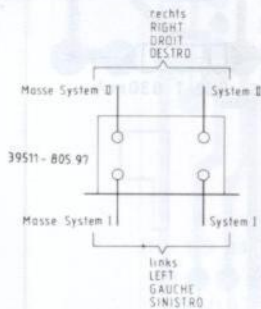 rechts
RIGHT
DROIT
DESTRO
Masse System II System II
39511-805.97
Masse System I System I
links
LEFT
GAUCHE
SINISTRO